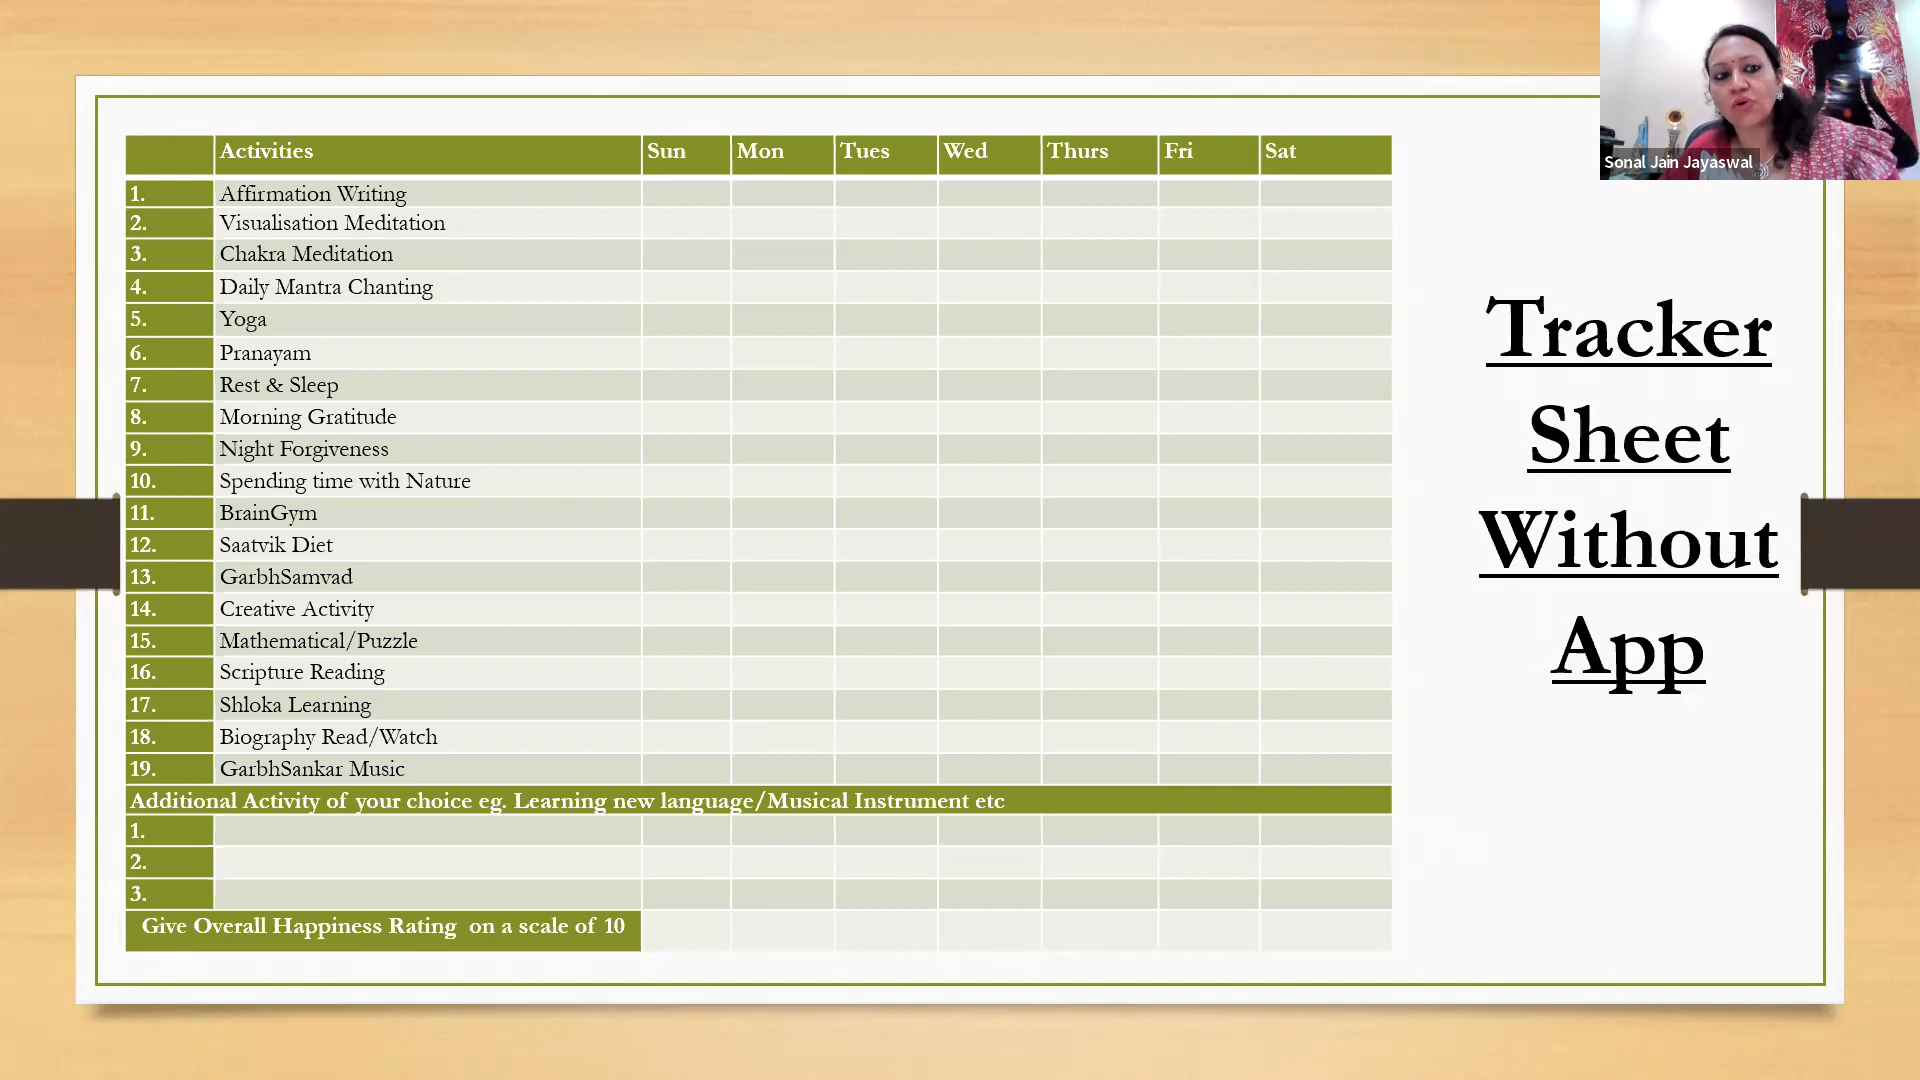 Activities Sun Mon Tues Wed Thurs Fri Sat
1. Affirmation Writing
2. Visualisation Meditation
3. Chakra Meditation
4. Daily Mantra Chanting
5. Yoga
6. Pranayam
7. Rest & Sleep
8. Morning Gratitude
9. Night Forgiveness
10. Spending time with Nature
11. BrainGym
12. Saatvik Diet
13. GarbhSamvad
14. Creative Activity
15. Mathematical/Puzzle
16. Scripture Reading
17. Shloka Learning
18. Biography Read/Watch
19. GarbhSankar Music
Additional Activity of your choice eg. Learning new language/Musical Instrument etc
1.
2.
3.
Give Overall Happiness Rating on a scale of 10
Tracker
Sheet
Without
App
Sonal Jain Jayaswal